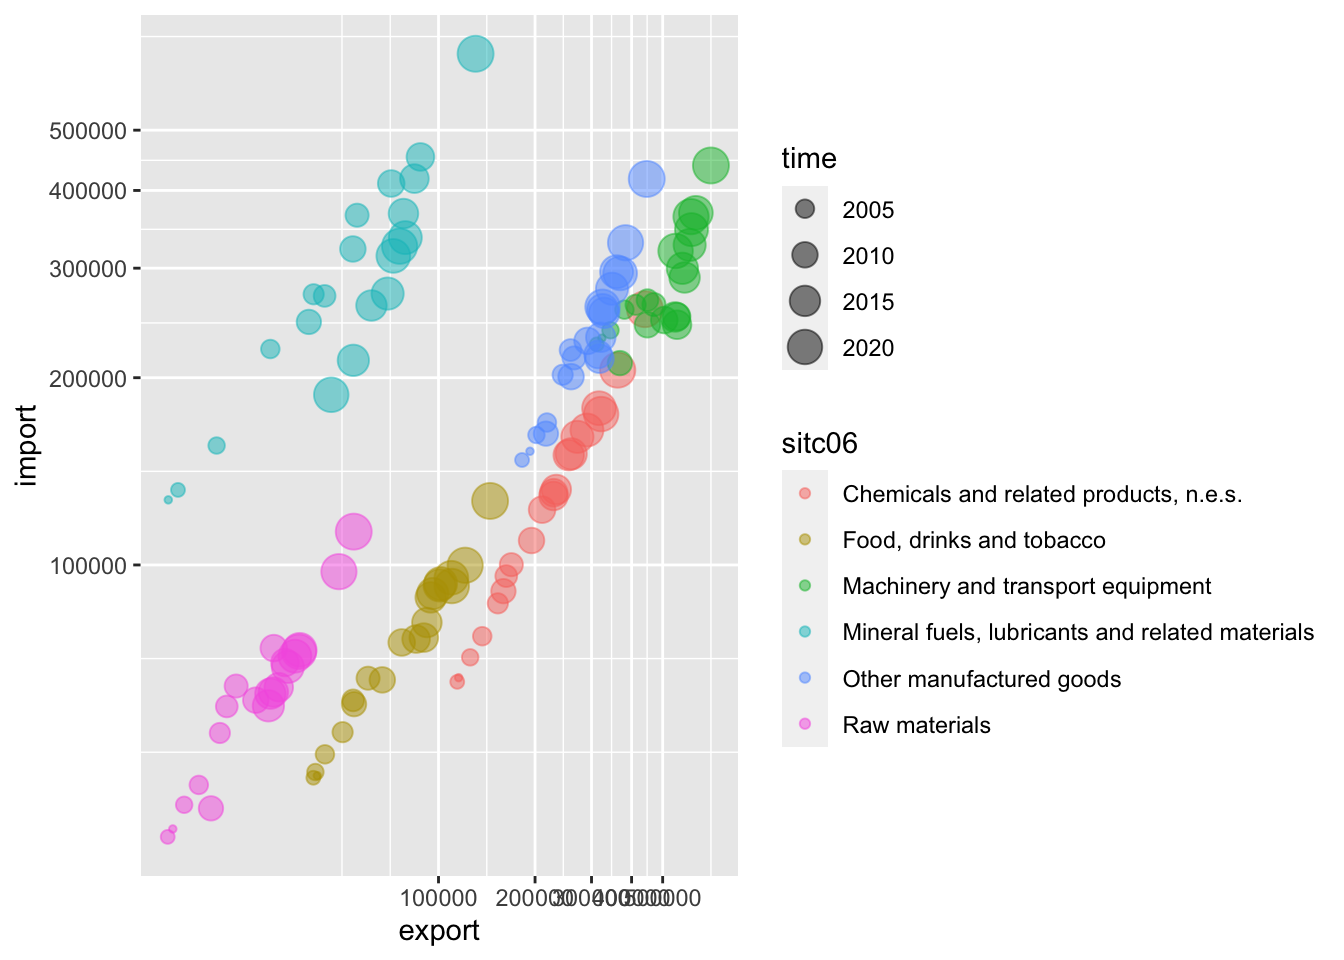 500000
400000
300000
200000
100000
import
100000
200000
300000
400000
500000
export
time
2005
2010
2015
2020
sitc06
Chemicals and related products, n.e.s.
Food, drinks and tobacco
Machinery and transport equipment
Mineral fuels, lubricants and related materials
Other manufactured goods
Raw materials